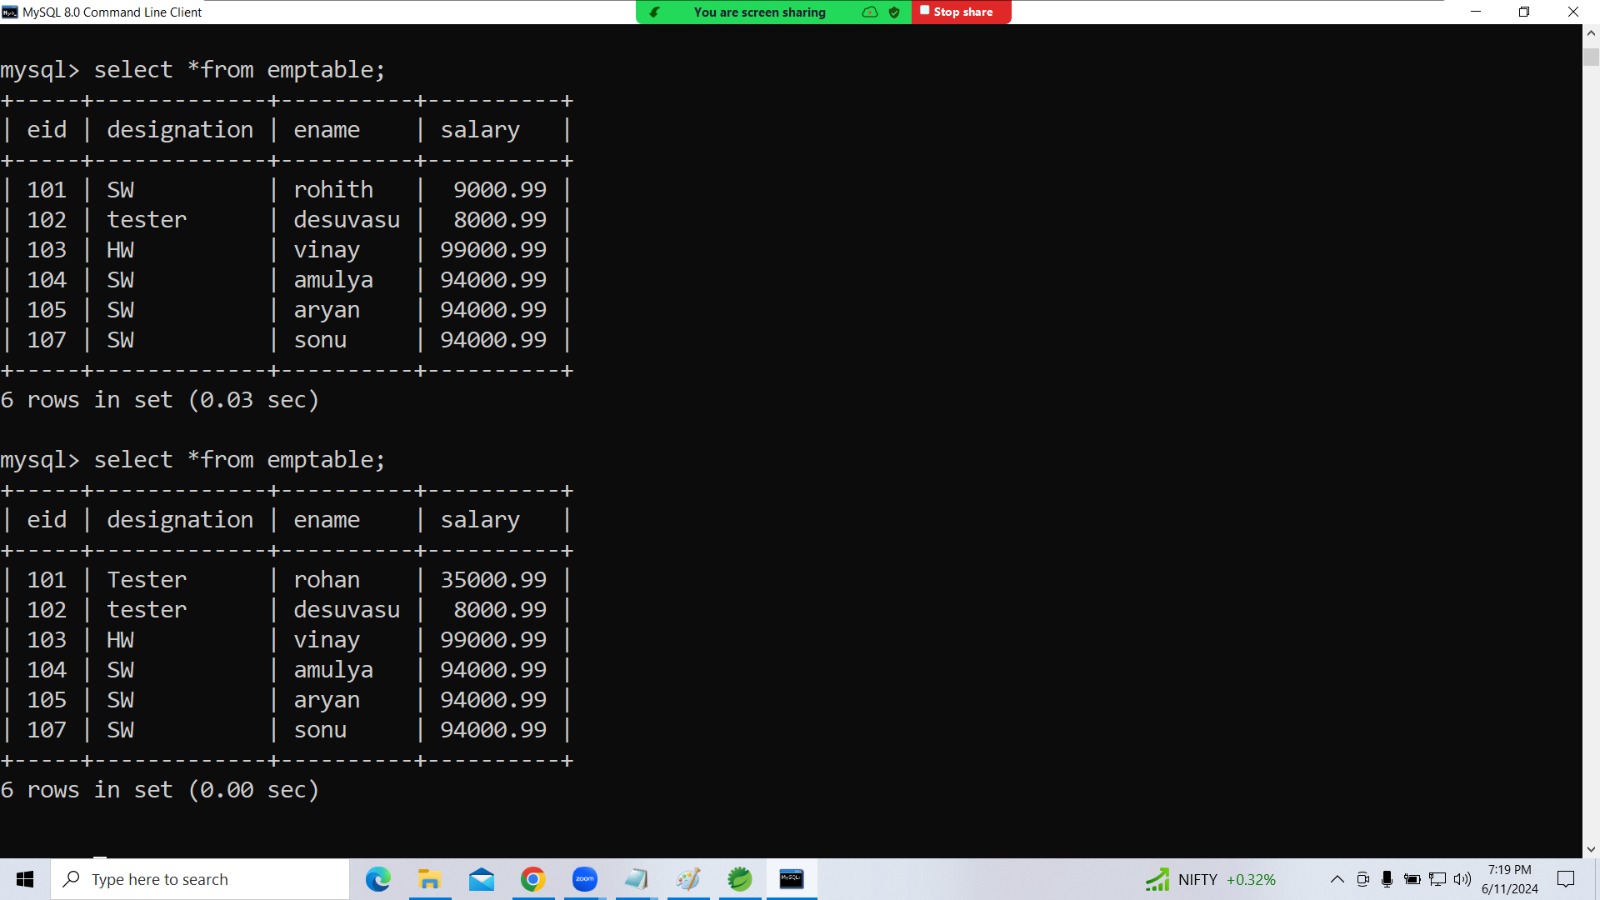 MySQL 8.0 Command Line Client
You are screen sharing
Stop share
mysql> select *from emptable;
+-----+-------------+----------+----------+
| eid | designation | ename    | salary   |
+-----+-------------+----------+----------+
| 101 | SW          | rohith   |  9000.99 |
| 102 | tester      | desuvasu |  8000.99 |
| 103 | HW          | vinay    | 99000.99 |
| 104 | SW          | amulya   | 94000.99 |
| 105 | SW          | aryan    | 94000.99 |
| 107 | SW          | sonu     | 94000.99 |
+-----+-------------+----------+----------+
6 rows in set (0.03 sec)
mysql> select *from emptable;
+-----+-------------+----------+----------+
| eid | designation | ename    | salary   |
+-----+-------------+----------+----------+
| 101 | Tester      | rohan    | 35000.99 |
| 102 | tester      | desuvasu |  8000.99 |
| 103 | HW          | vinay    | 99000.99 |
| 104 | SW          | amulya   | 94000.99 |
| 105 | SW          | aryan    | 94000.99 |
| 107 | SW          | sonu     | 94000.99 |
+-----+-------------+----------+----------+
6 rows in set (0.00 sec)
Type here to search
zoom
MySQL
NIFTY +0.32%
7:19 PM
6/11/2024